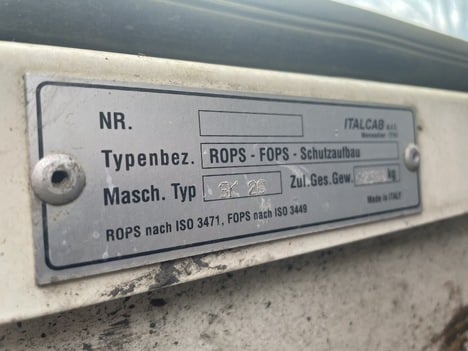 NR.
ITALCAB s.r.l.
Typenbez. ROPS - FOPS - Schutzaufbau
Masch. Typ SK 26 Zul. Ges. Gew. kg
ROPS nach ISO 3471, FOPS nach ISO 3449
Made in ITALY